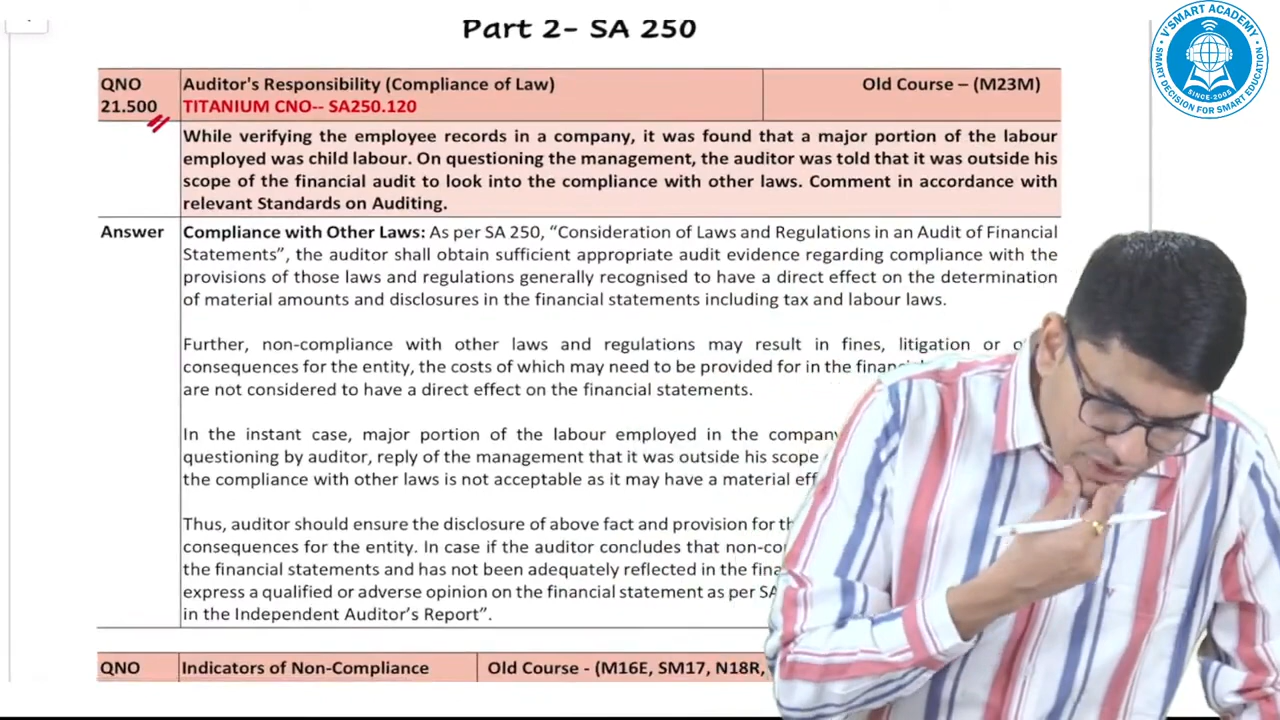 Part 2- SA 250
V'SMART ACADEMY
SMART DECISION FOR SMART EDUCATION
SINCE-2005
QNO Auditor's Responsibility (Compliance of Law) Old Course – (M23M)
21.500 TITANIUM CNO-- SA250.120
While verifying the employee records in a company, it was found that a major portion of the labour
employed was child labour. On questioning the management, the auditor was told that it was outside his
scope of the financial audit to look into the compliance with other laws. Comment in accordance with
relevant Standards on Auditing.
Answer Compliance with Other Laws: As per SA 250, “Consideration of Laws and Regulations in an Audit of Financial
Statements”, the auditor shall obtain sufficient appropriate audit evidence regarding compliance with the
provisions of those laws and regulations generally recognised to have a direct effect on the determination
of material amounts and disclosures in the financial statements including tax and labour laws.
Further, non-compliance with other laws and regulations may result in fines, litigation or
consequences for the entity, the costs of which may need to be provided for in the
are not considered to have a direct effect on the financial statements.
In the instant case, major portion of the labour employed in the company
questioning by auditor, reply of the management that it was outside his scope
the compliance with other laws is not acceptable as it may have a material
Thus, auditor should ensure the disclosure of above fact and provision for
consequences for the entity. In case if the auditor concludes that
the financial statements and has not been adequately reflected in the
express a qualified or adverse opinion on the financial statement as per SA
in the Independent Auditor’s Report”.
QNO Indicators of Non-Compliance Old Course - (M16E, SM17, N18R,